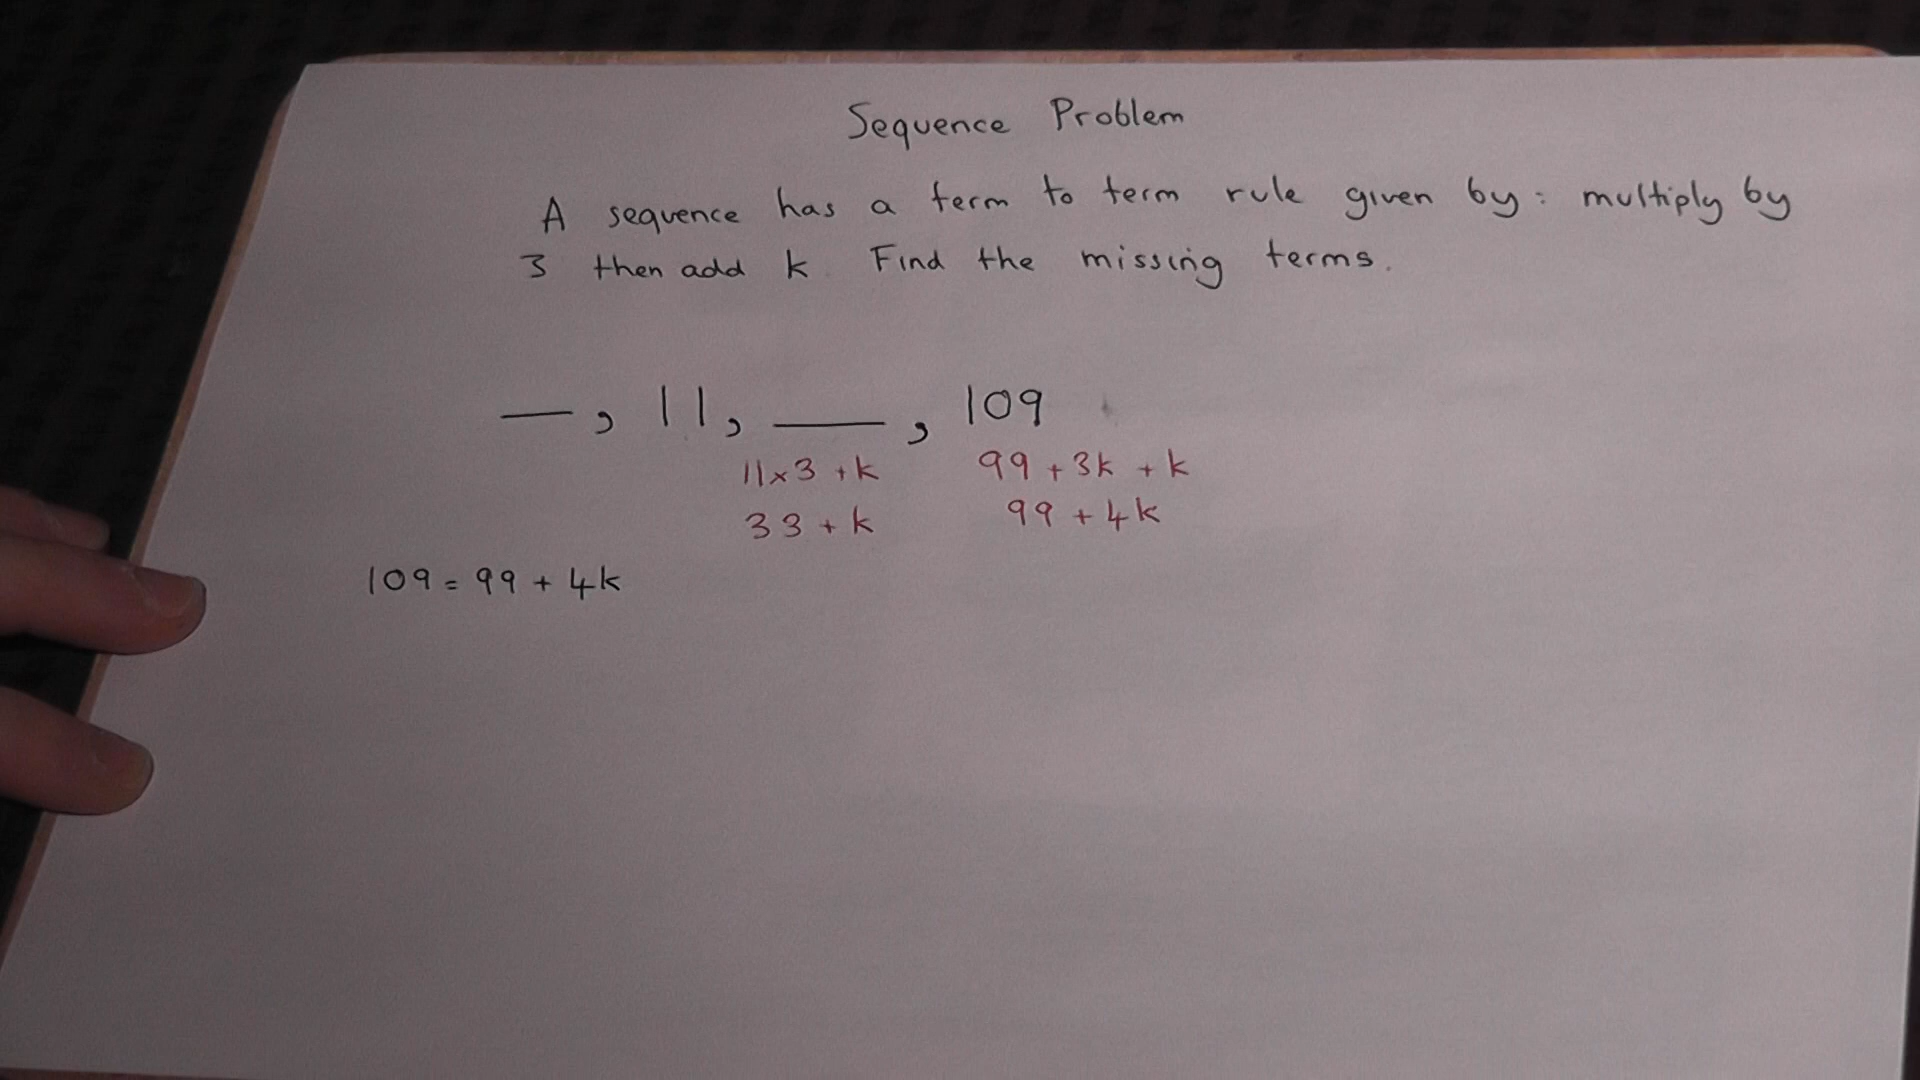 Sequence Problem
A sequence has a term to term rule given by: multiply by
3 then add k Find the missing terms.
__, 11, ___, 109
11×3 + k 99 + 3k + k
33 + k 99 + 4k
109 = 99 + 4k